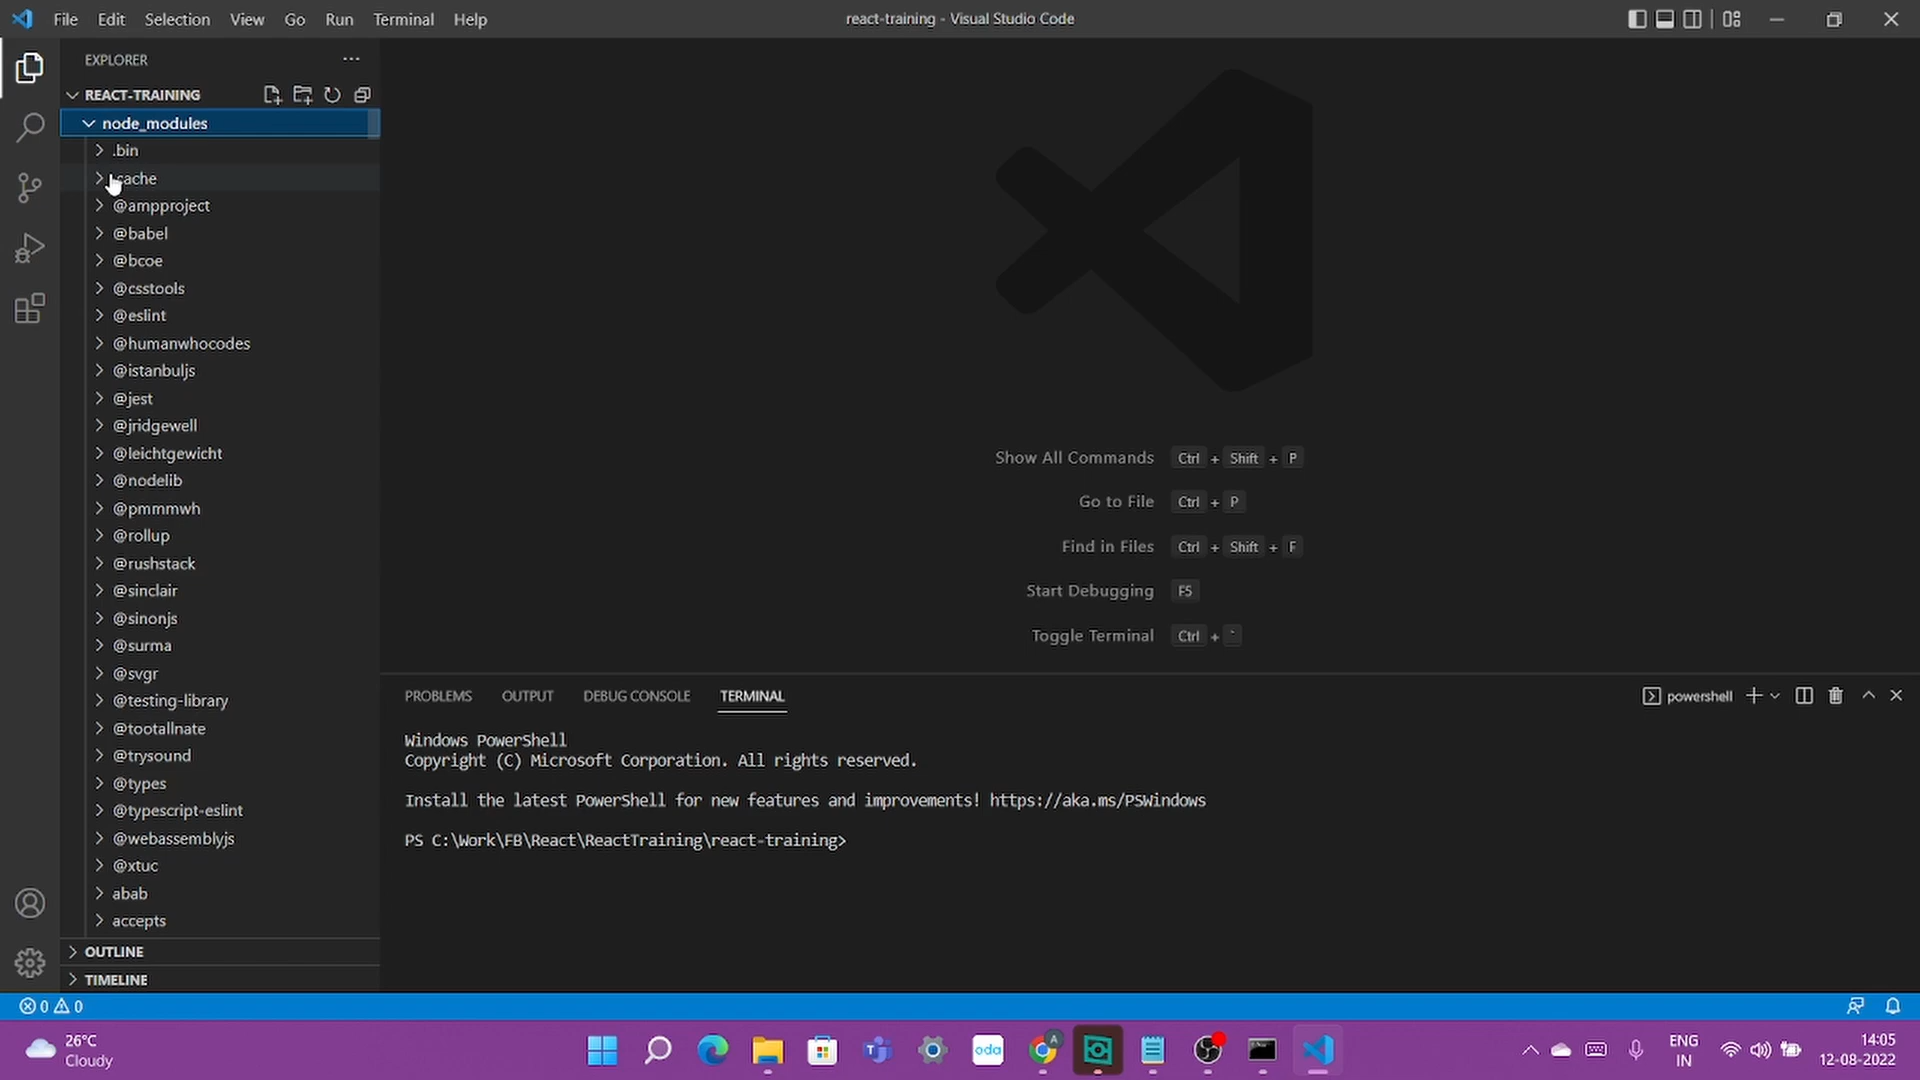 File Edit Selection View Go Run Terminal Help
react-training - Visual Studio Code
EXPLORER
REACT-TRAINING
node_modules
.bin
cache
@ampproject
@babel
@bcoe
@csstools
@eslint
@humanwhocodes
@istanbuljs
@jest
@jridgewell
@leichtgewicht
@nodelib
@pmmmwh
@rollup
@rushstack
@sinclair
@sinonjs
@surma
@svgr
@testing-library
@tootallnate
@trysound
@types
@typescript-eslint
@webassemblyjs
@xtuc
abab
accepts
OUTLINE
TIMELINE
Show All Commands Ctrl + Shift + P
Go to File Ctrl + P
Find in Files Ctrl + Shift + F
Start Debugging F5
Toggle Terminal Ctrl + `
PROBLEMS OUTPUT DEBUG CONSOLE TERMINAL
powershell
Windows PowerShell
Copyright (C) Microsoft Corporation. All rights reserved.
Install the latest PowerShell for new features and improvements! https://aka.ms/PSWindows
PS C:\Work\FB\React\ReactTraining\react-training>
0 0
26°C
Cloudy
oda
A
ENG
IN
14:05
12-08-2022